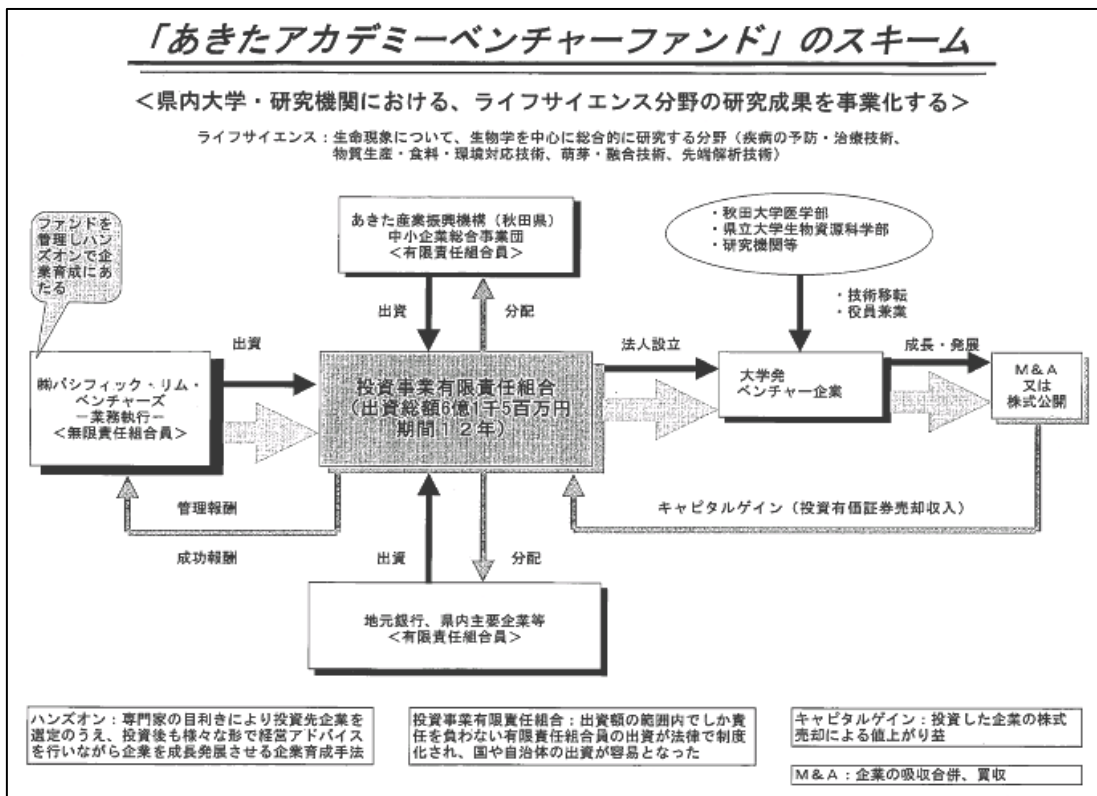 「あきたアカデミーベンチャーファンド」のスキーム
＜県内大学・研究機関における、ライフサイエンス分野の研究成果を事業化する＞
ライフサイエンス：生命現象について、生物学を中心に総合的に研究する分野（疾病の予防・治療技術、
物質生産・食料・環境対応技術、萌芽・融合技術、先端解析技術）
ファンドを
管理しハン
ズオンで企
業育成にあ
たる
あきた産業振興機構（秋田県）
中小企業総合事業団
＜有限責任組合員＞
・秋田大学医学部
・県立大学生物資源科学部
・研究機関等
出資
分配
・技術移転
・役員兼業
出資
法人設立
成長・発展
㈱パシフィック・リム・
ベンチャーズ
－業務執行－
＜無限責任組合員＞
投資事業有限責任組合
（出資総額6億1千5百万円
期間１２年）
大学発
ベンチャー企業
Ｍ＆Ａ
又は
株式公開
管理報酬
成功報酬
キャピタルゲイン（投資有価証券売却収入）
出資
分配
地元銀行、県内主要企業等
＜有限責任組合員＞
ハンズオン：専門家の目利きにより投資先企業を
選定のうえ、投資後も様々な形で経営アドバイス
を行いながら企業を成長発展させる企業育成手法
投資事業有限責任組合：出資額の範囲内でしか責
任を負わない有限責任組合員の出資が法律で制度
化され、国や自治体の出資が容易となった
キャピタルゲイン：投資した企業の株式
売却による値上がり益
Ｍ＆Ａ：企業の吸収合併、買収